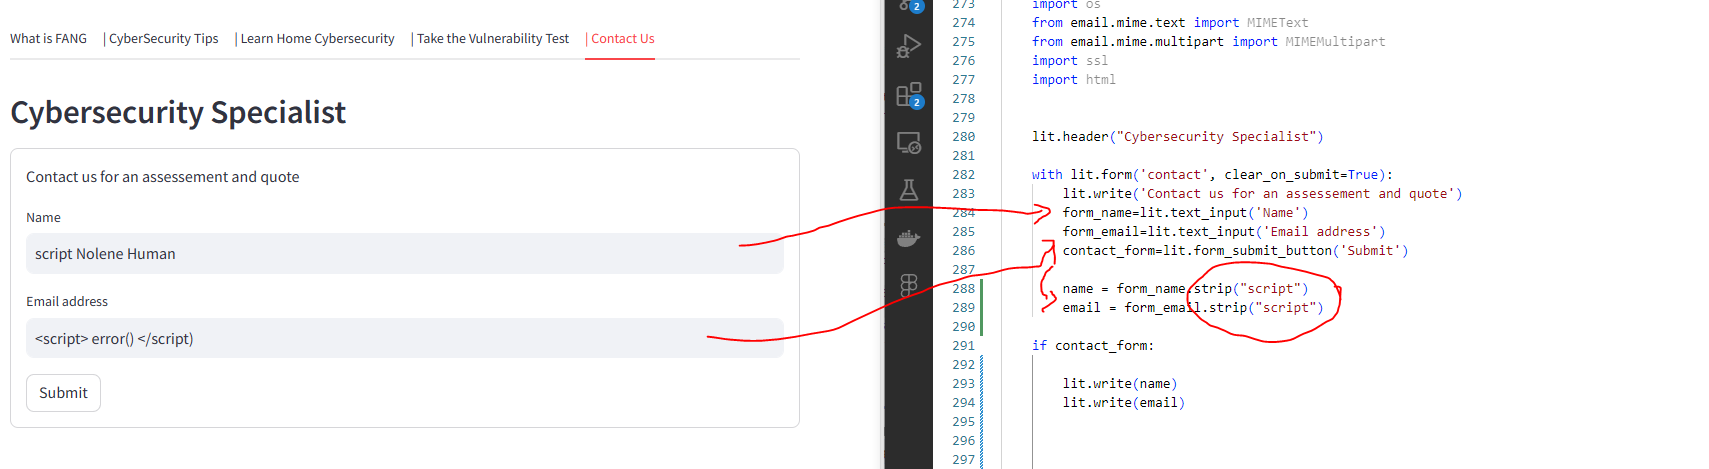 What is FANG | CyberSecurity Tips | Learn Home Cybersecurity | Take the Vulnerability Test | Contact Us
Cybersecurity Specialist
Contact us for an assessement and quote
Name
script Nolene Human
Email address
<script> error() </script)
Submit
2
2
273 import os
274 from email.mime.text import MIMEText
275 from email.mime.multipart import MIMEMultipart
276 import ssl
277 import html
278
279
280 lit.header("Cybersecurity Specialist")
281
282 with lit.form('contact', clear_on_submit=True):
283 lit.write('Contact us for an assessement and quote')
284 form_name=lit.text_input('Name')
285 form_email=lit.text_input('Email address')
286 contact_form=lit.form_submit_button('Submit')
287
288 name = form_name.strip("script")
289 email = form_email.strip("script")
290
291 if contact_form:
292
293 lit.write(name)
294 lit.write(email)
295
296
297